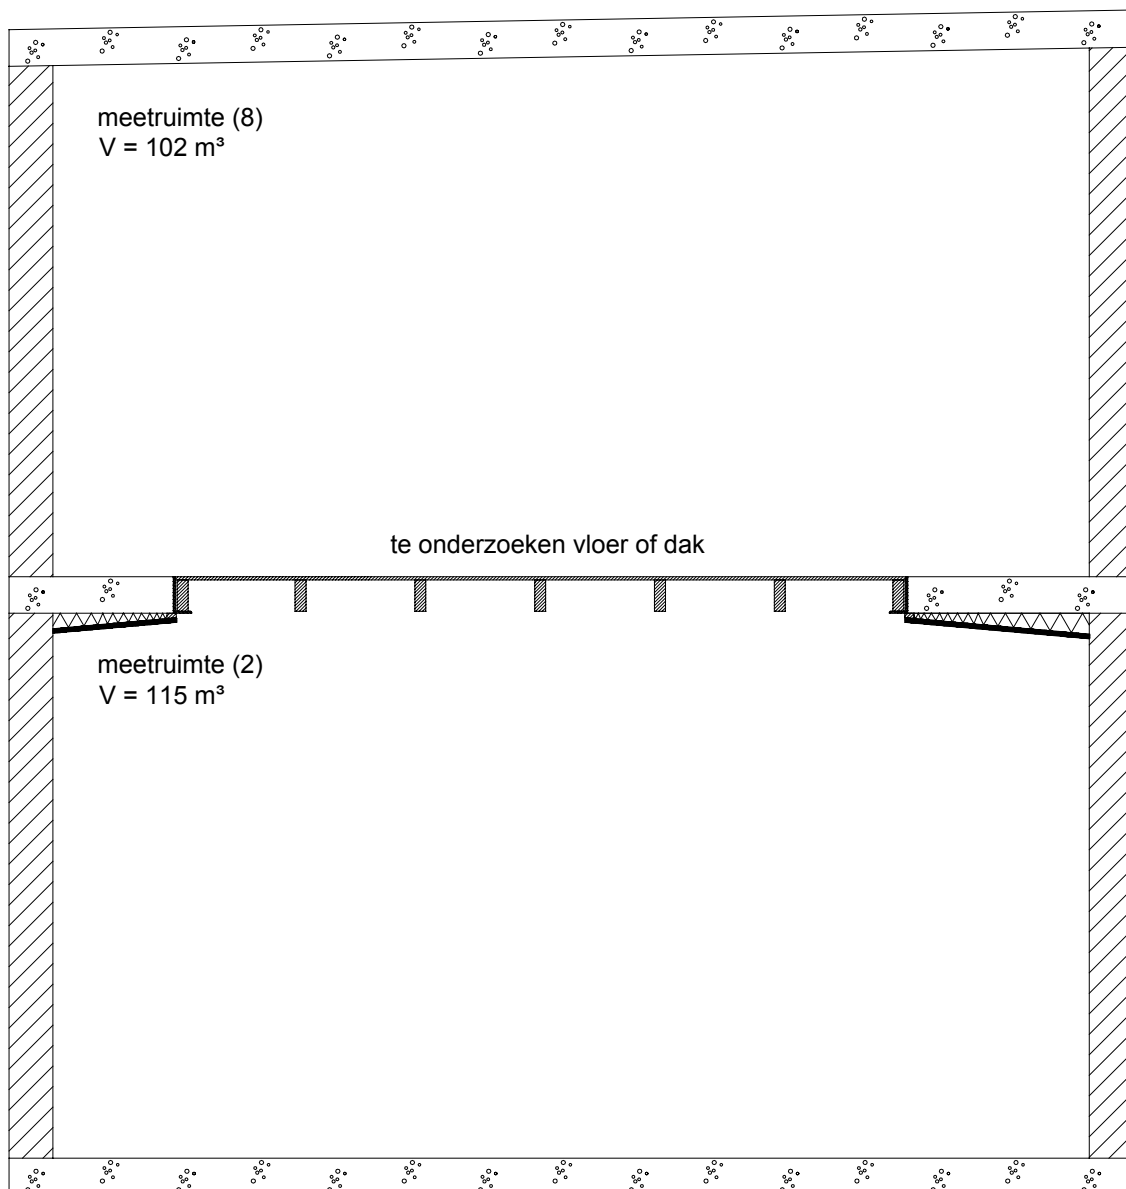 meetruimte (8)
V = 102 m³
te onderzoeken vloer of dak
meetruimte (2)
V = 115 m³